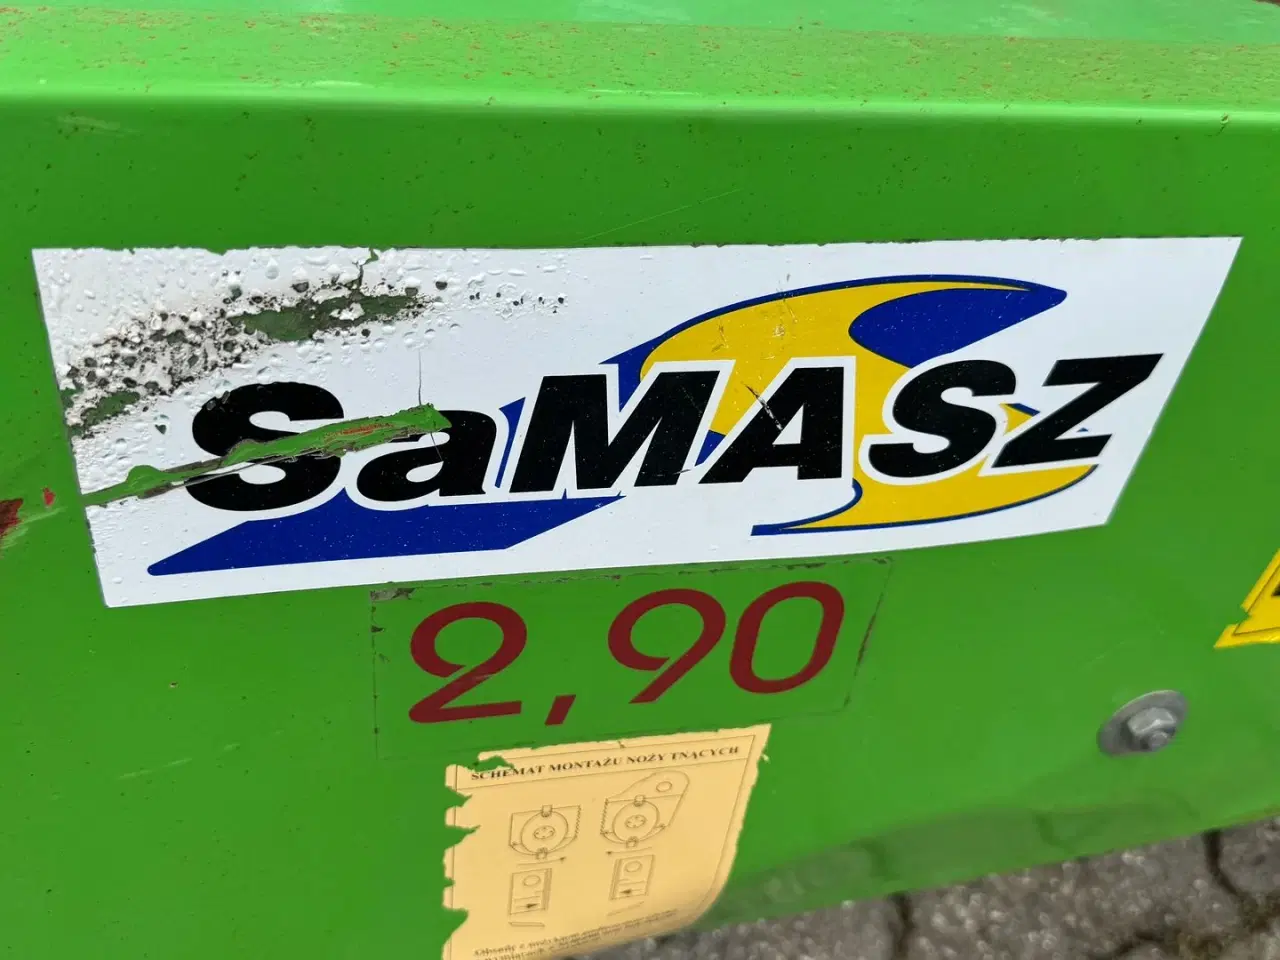 SaMASZ
2,90
SCHEMAT MONTAŻU NOŻY TNĄCYCH